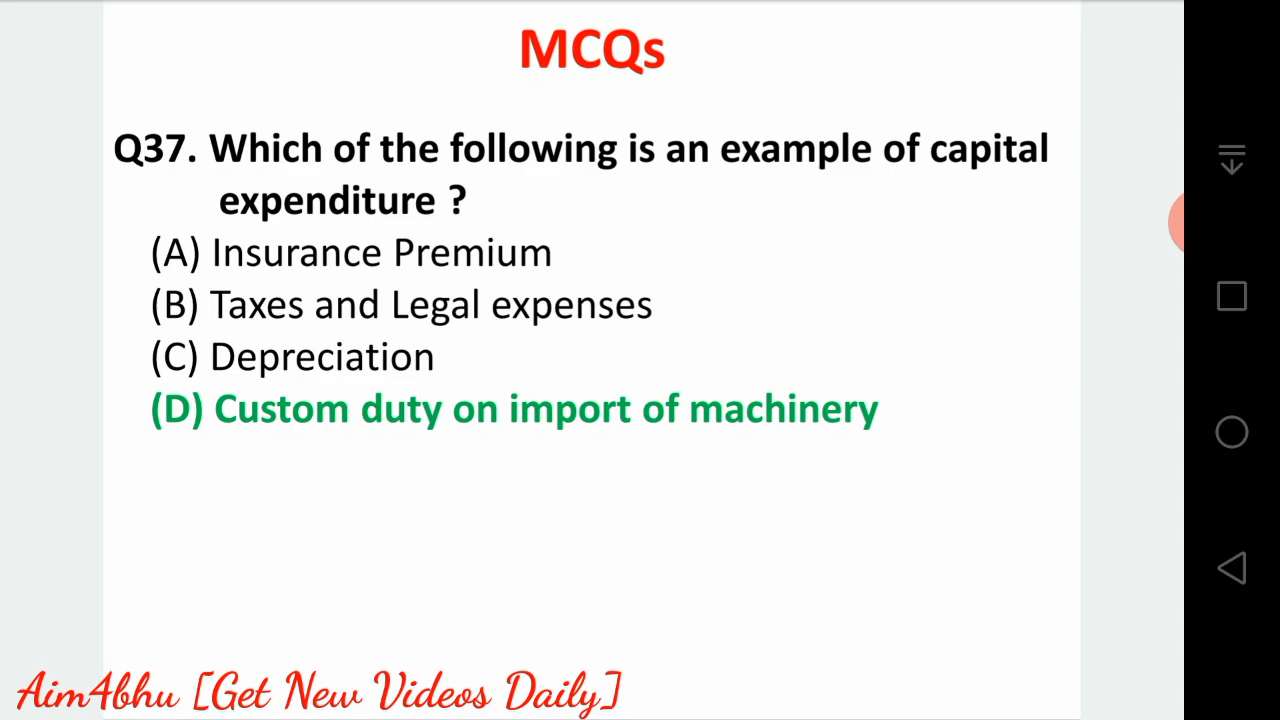 MCQs
Q37. Which of the following is an example of capital
expenditure ?
(A) Insurance Premium
(B) Taxes and Legal expenses
(C) Depreciation
(D) Custom duty on import of machinery
Aim4bhu [Get New Videos Daily]